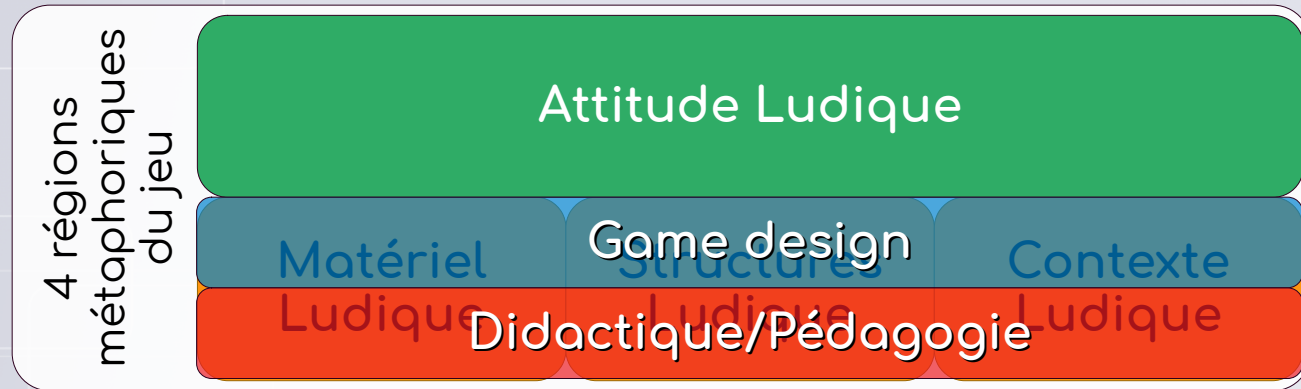 4 régions
métaphoriques
du jeu
Attitude Ludique
Game design
Matériel
Ludique
Structures
Ludique
Contexte
Ludique
Didactique/Pédagogie